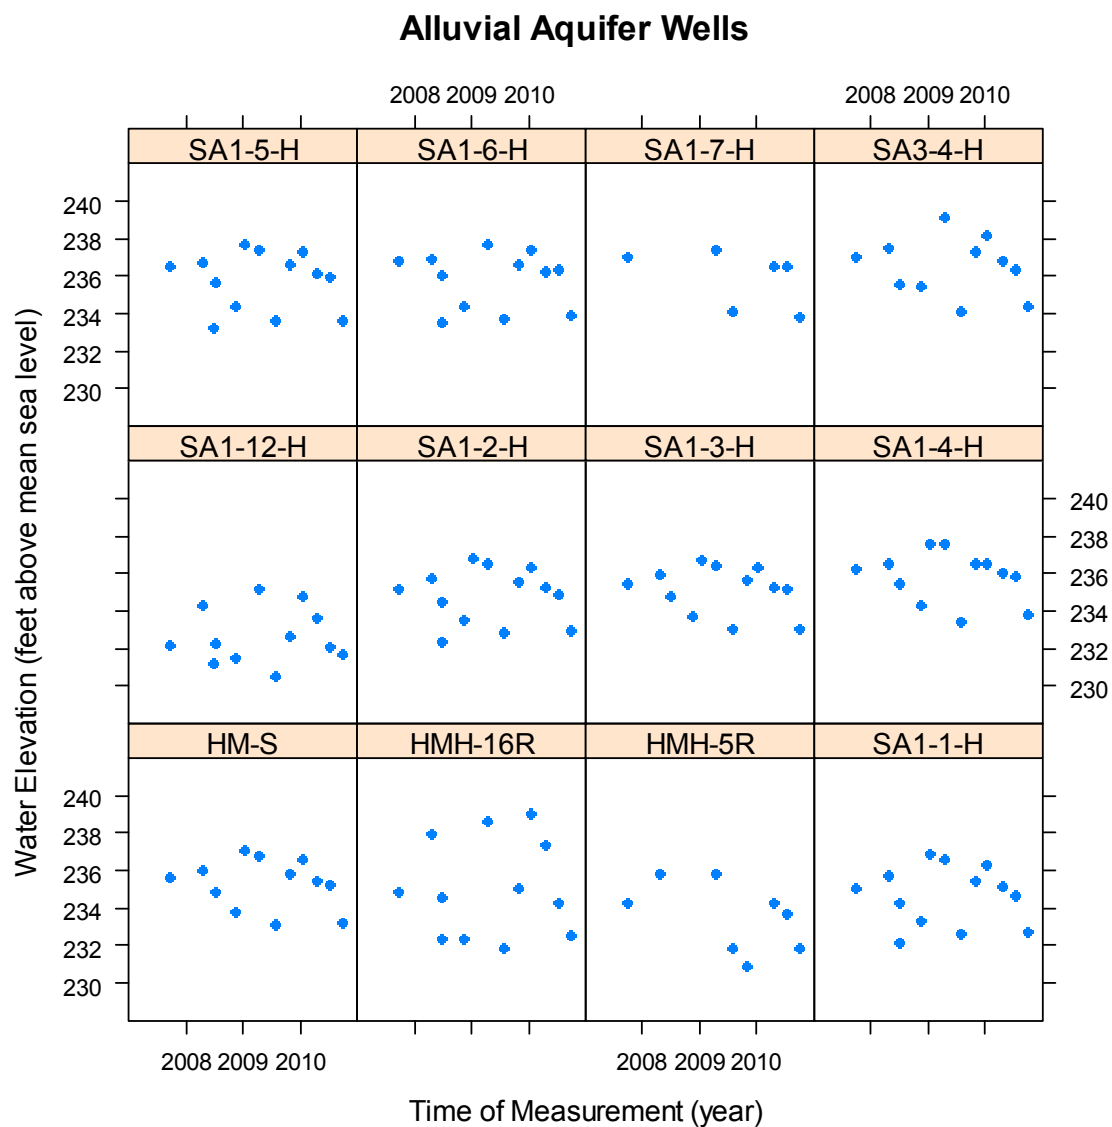 Alluvial Aquifer Wells
2008 2009 2010
2008 2009 2010
SA1-5-H
SA1-6-H
SA1-7-H
SA3-4-H
240
238
236
234
232
230
SA1-12-H
SA1-2-H
SA1-3-H
SA1-4-H
240
238
236
234
232
230
HM-S
HMH-16R
HMH-5R
SA1-1-H
240
238
236
234
232
230
2008 2009 2010
2008 2009 2010
Water Elevation (feet above mean sea level)
Time of Measurement (year)